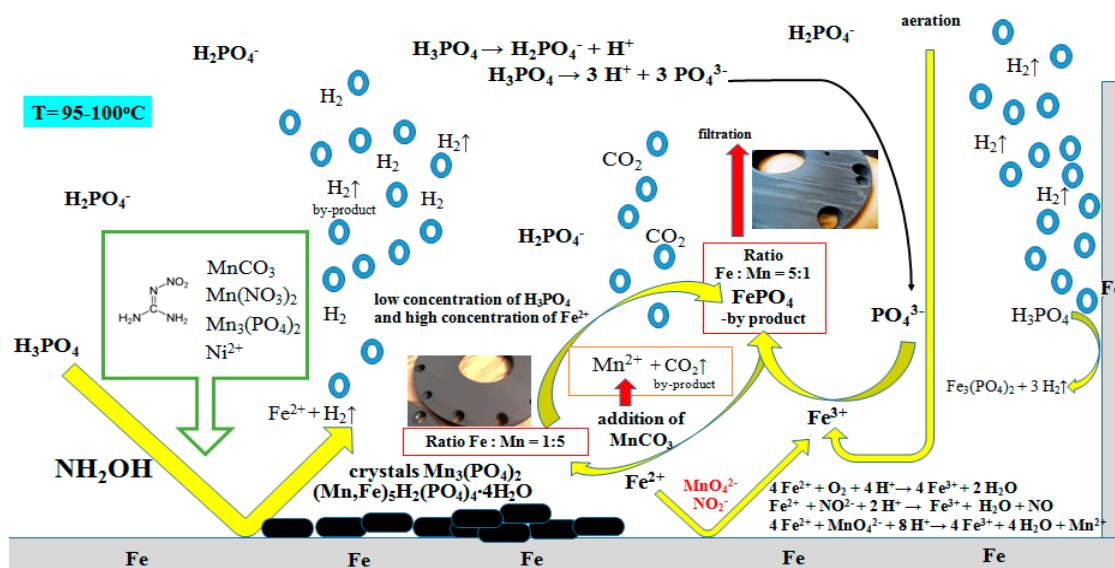 H₂PO₄⁻
aeration
H₂PO₄⁻
H₃PO₄ → H₂PO₄⁻ + H⁺
H₃PO₄ → 3 H⁺ + 3 PO₄³⁻
H₂↑
H₂
T= 95-100°C
filtration
H₂↑
H₂↑
CO₂
H₂
H₂↑
by-product
H₂
H₂↑
H₂PO₄⁻
H₂PO₄⁻
CO₂
NO₂
N
H₂N
NH₂
MnCO₃
Mn(NO₃)₂
Mn₃(PO₄)₂
Ni²⁺
Ratio
Fe : Mn = 5:1
FePO₄
-by product
low concentration of H₃PO₄
and high concentration of Fe²⁺
H₂
PO₄³⁻
H₃PO₄
Fe
H₃PO₄
Mn²⁺ + CO₂↑
by-product
Fe₃(PO₄)₂ + 3 H₂↑
Fe²⁺ + H₂↑
addition of
MnCO₃
Fe³⁺
Ratio Fe : Mn = 1:5
NH₂OH
crystals Mn₃(PO₄)₂
(Mn,Fe)₅H₂(PO₄)₄·4H₂O
Fe²⁺
MnO₄²⁻
NO₂⁻
4 Fe²⁺ + O₂ + 4 H⁺→ 4 Fe³⁺ + 2 H₂O
Fe²⁺ + NO²⁻ + 2 H⁺ → Fe³⁺ + H₂O + NO
4 Fe²⁺ + MnO₄²⁻ + 8 H⁺→ 4 Fe³⁺ + 4 H₂O + Mn²⁺
Fe
Fe
Fe
Fe
Fe